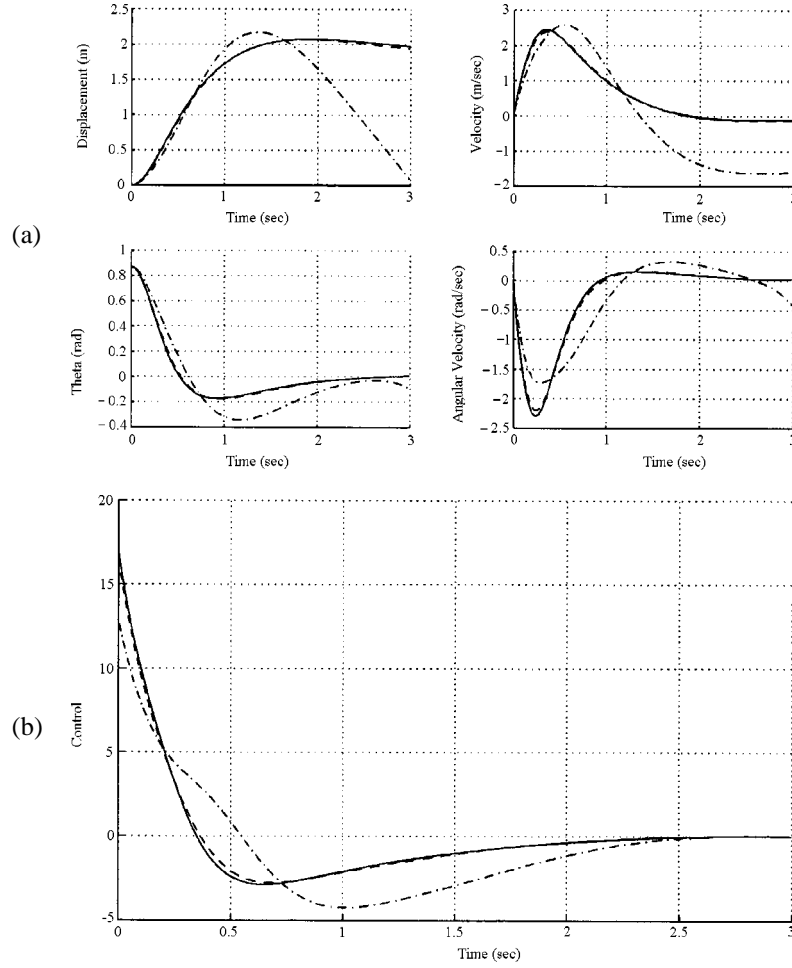 2.5
2
1.5
1
0.5
0
Displacement (m)
0 1 2 3
Time (sec)
3
2
1
0
−1
−2
Velocity (m/sec)
0 1 2 3
Time (sec)
(a)
1
0.8
0.6
0.4
0.2
0
−0.2
−0.4
Theta (rad)
0 1 2 3
Time (sec)
0.5
0
−0.5
−1
−1.5
−2
−2.5
Angular Velocity (rad/sec)
0 1 2 3
Time (sec)
(b)
20
15
10
5
0
−5
Control
0 0.5 1 1.5 2 2.5 3
Time (sec)